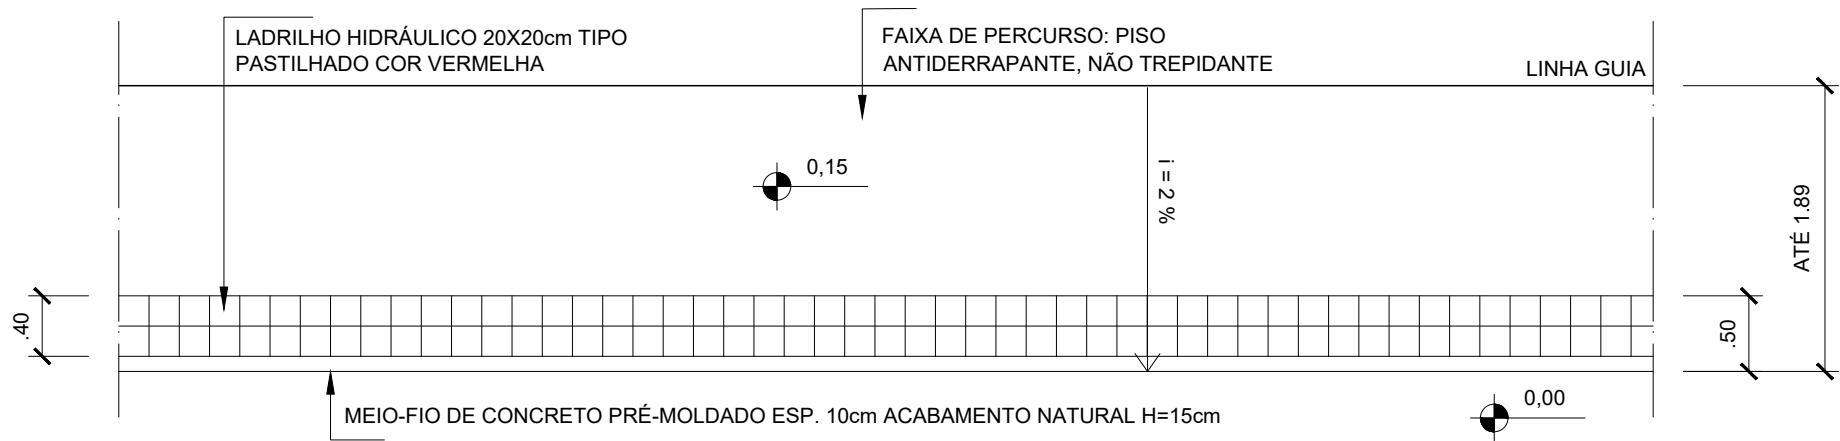 LADRILHO HIDRÁULICO 20X20cm TIPO
PASTILHADO COR VERMELHA
FAIXA DE PERCURSO: PISO
ANTIDERRAPANTE, NÃO TREPIDANTE
LINHA GUIA
0,15
i = 2 %
ATÉ 1.89
.40
.50
MEIO-FIO DE CONCRETO PRÉ-MOLDADO ESP. 10cm ACABAMENTO NATURAL H=15cm
0,00